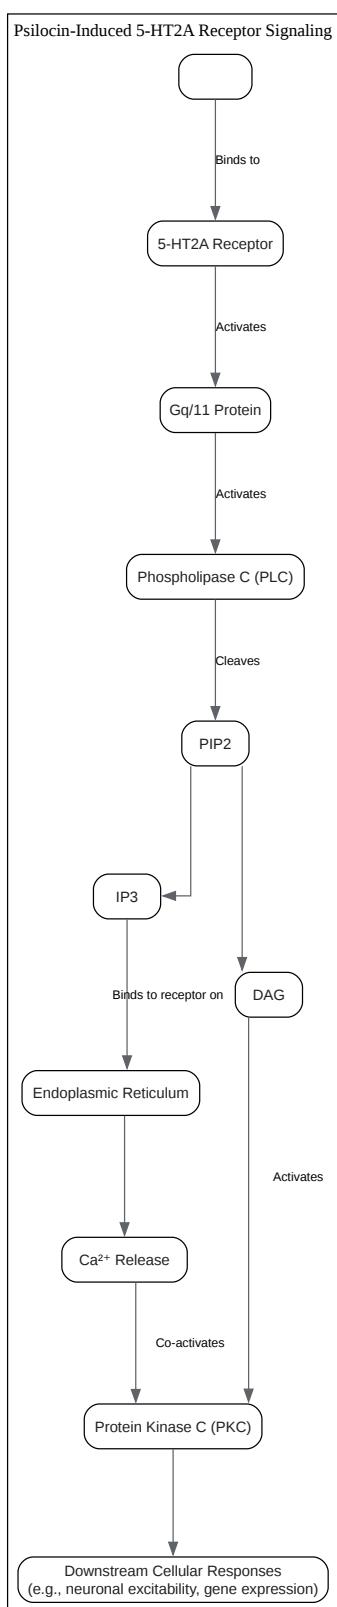 Psilocin-Induced 5-HT2A Receptor Signaling
Binds to
5-HT2A Receptor
Activates
Gq/11 Protein
Activates
Phospholipase C (PLC)
Cleaves
PIP2
IP3
Binds to receptor on
DAG
Endoplasmic Reticulum
Activates
Ca²⁺ Release
Co-activates
Protein Kinase C (PKC)
Downstream Cellular Responses
(e.g., neuronal excitability, gene expression)